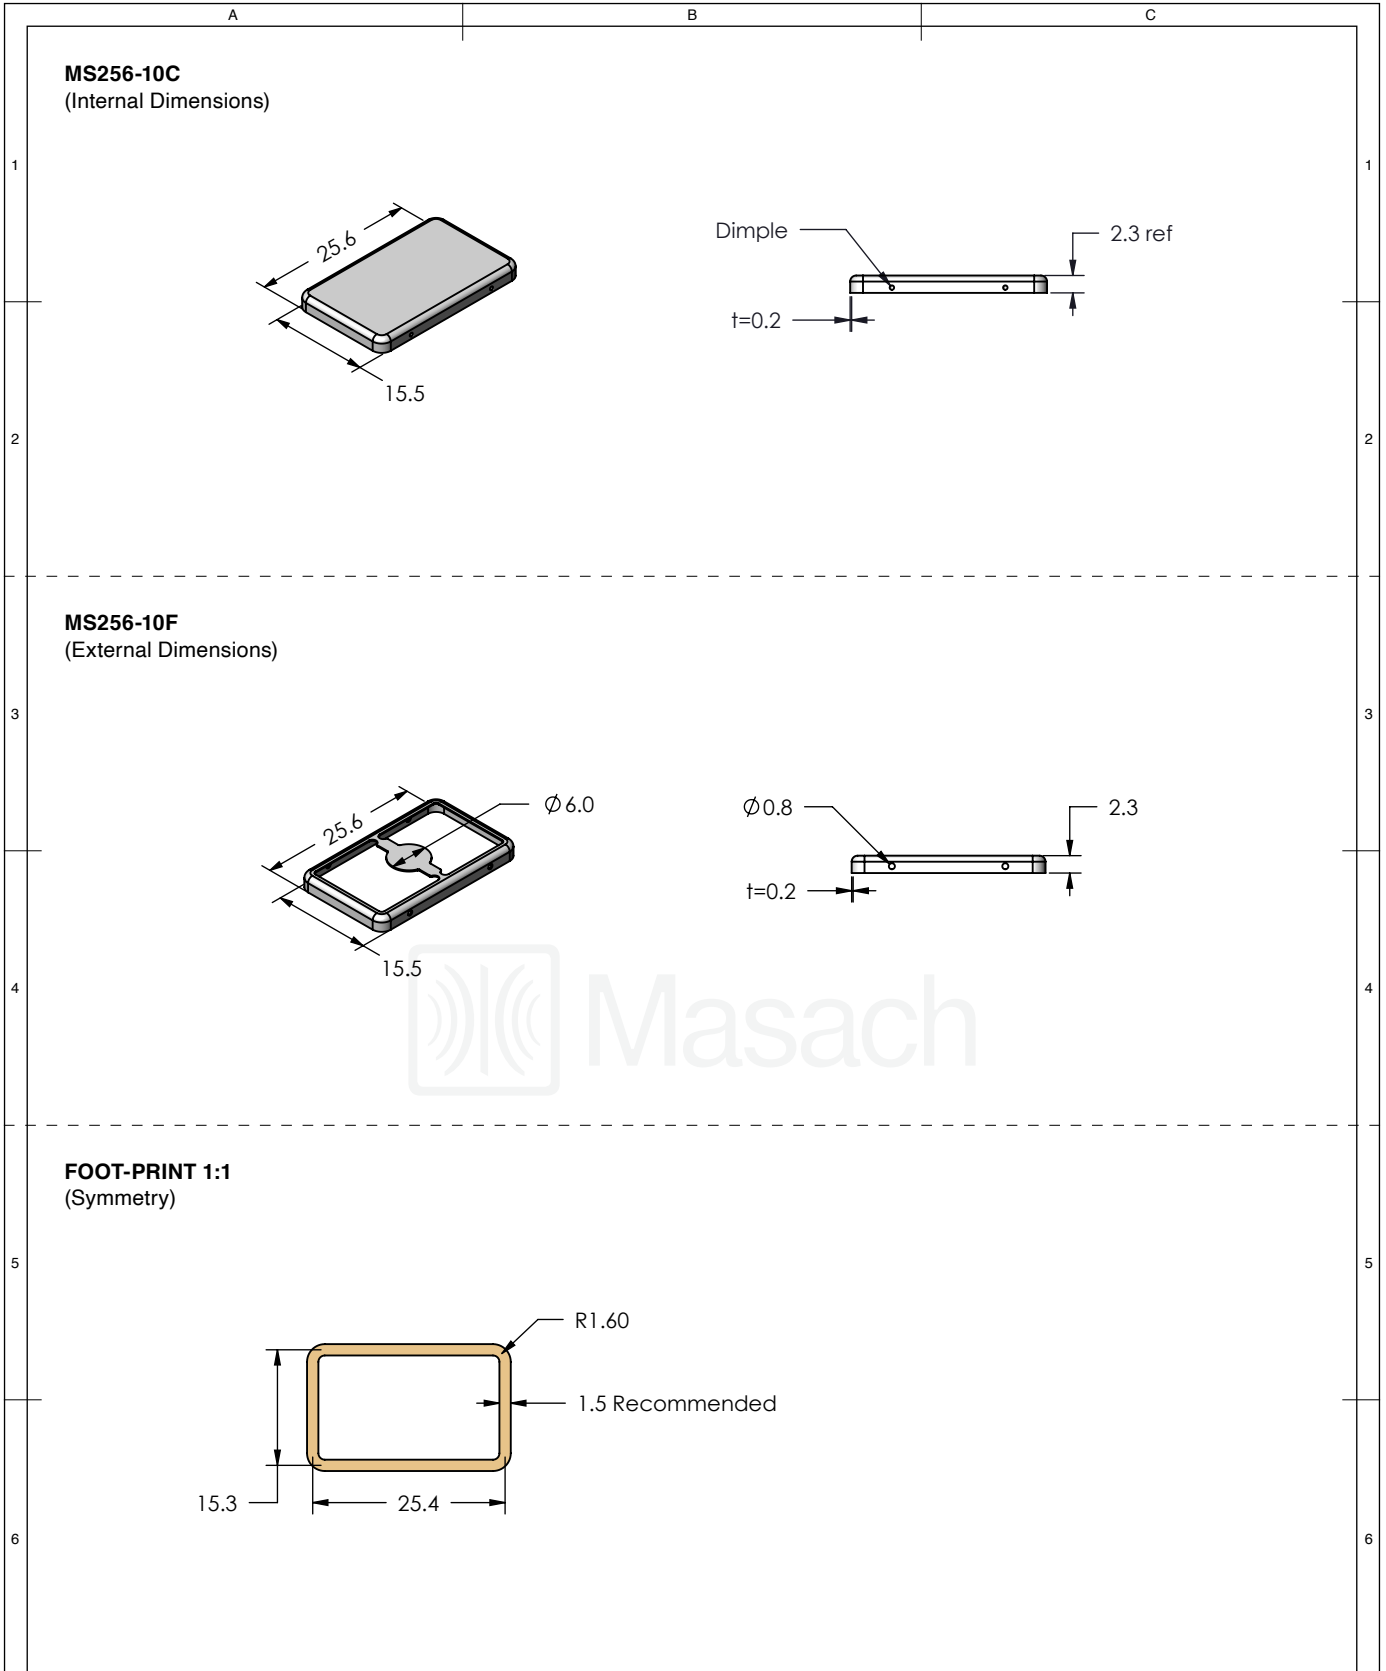 A B C
MS256-10C
(Internal Dimensions)
1 1
25.6
Dimple
2.3 ref
t=0.2
15.5
2 2
MS256-10F
(External Dimensions)
3 3
25.6
Ø6.0
Ø0.8
2.3
t=0.2
15.5
4 4
Masach
FOOT-PRINT 1:1
(Symmetry)
5 5
R1.60
1.5 Recommended
15.3
25.4
6 6